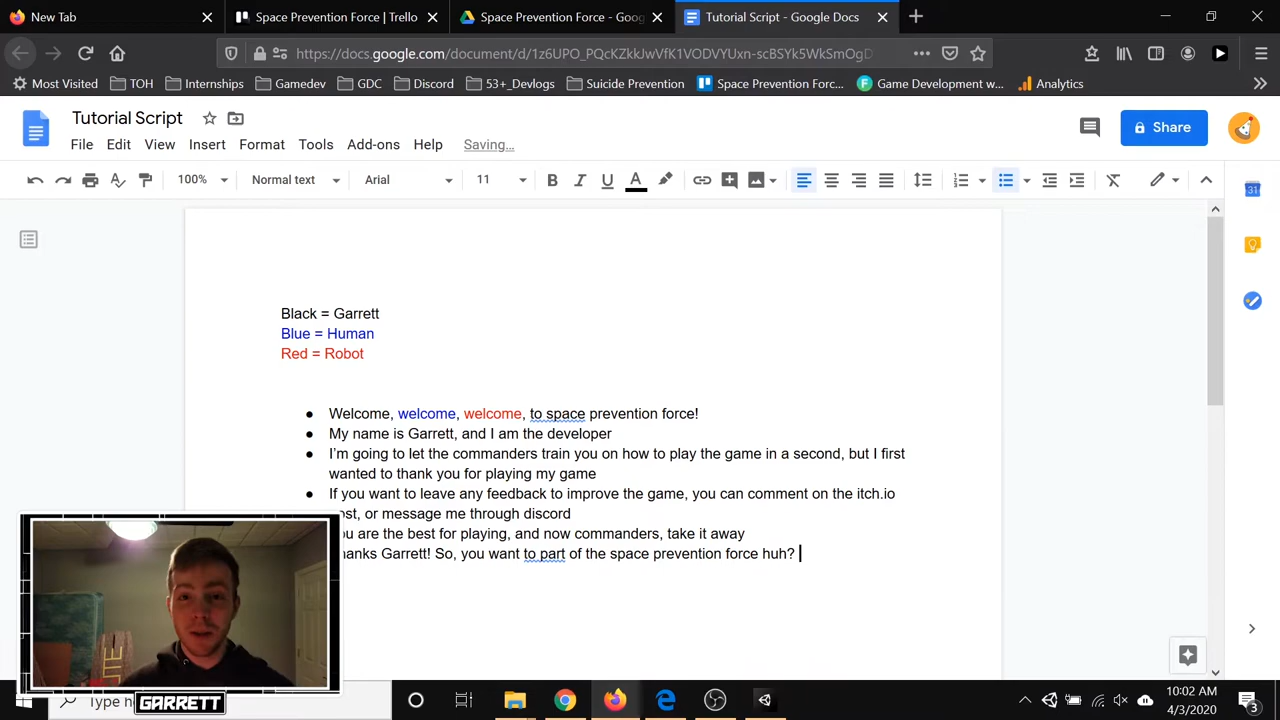 New Tab
Space Prevention Force | Trello
Space Prevention Force - Goog
Tutorial Script - Google Docs
https://docs.google.com/document/d/1z6UPO_PQcKZkkJwVfK1VODVYUxn-scBSYk5WkSmOgD
Most Visited
TOH
Internships
Gamedev
GDC
Discord
53+_Devlogs
Suicide Prevention
Space Prevention Forc...
Game Development w...
Analytics
Tutorial Script
Share
File Edit View Insert Format Tools Add-ons Help Saving...
100% Normal text Arial 11 B I U A
31
Black = Garrett
Blue = Human
Red = Robot
Welcome, welcome, welcome, to space prevention force!
My name is Garrett, and I am the developer
I'm going to let the commanders train you on how to play the game in a second, but I first
wanted to thank you for playing my game
If you want to leave any feedback to improve the game, you can comment on the itch.io
ost, or message me through discord
ou are the best for playing, and now commanders, take it away
hanks Garrett! So, you want to part of the space prevention force huh?
GARRETT
Type he
10:02 AM
4/3/2020
3